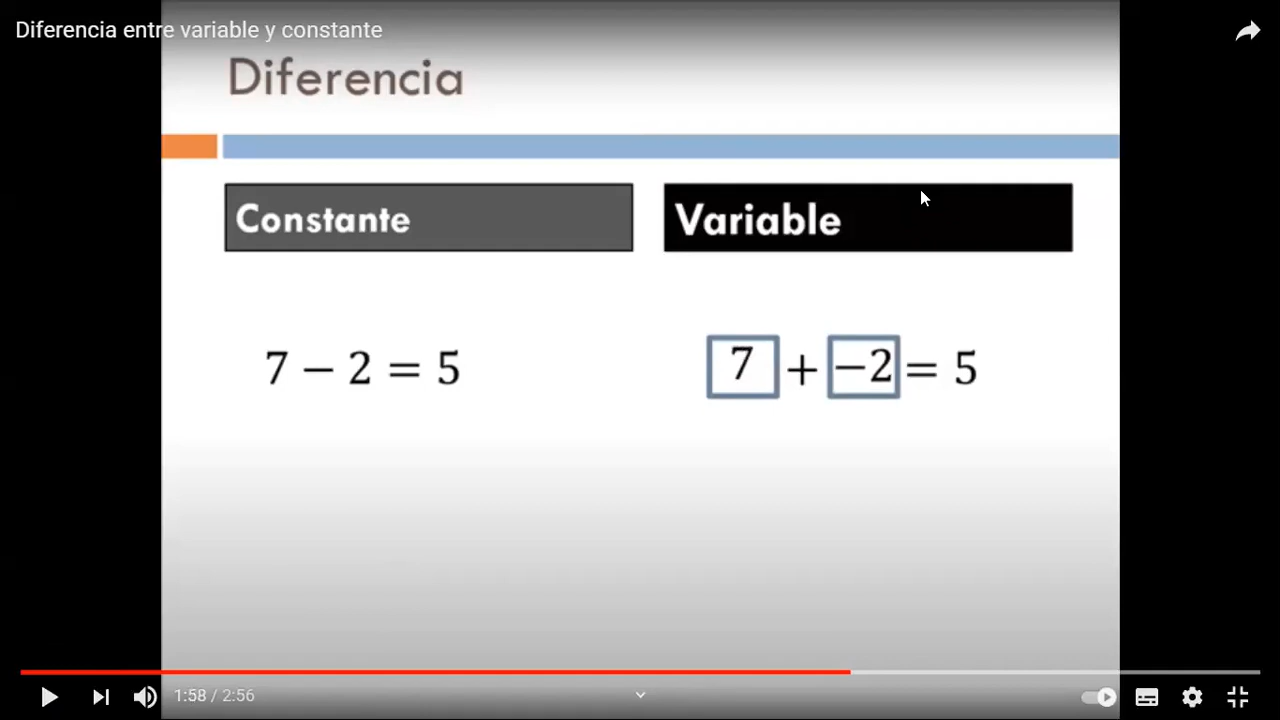 Diferencia entre variable y constante
Diferencia
Constante
Variable
7 − 2 = 5
7 + −2 = 5
1:58 / 2:56